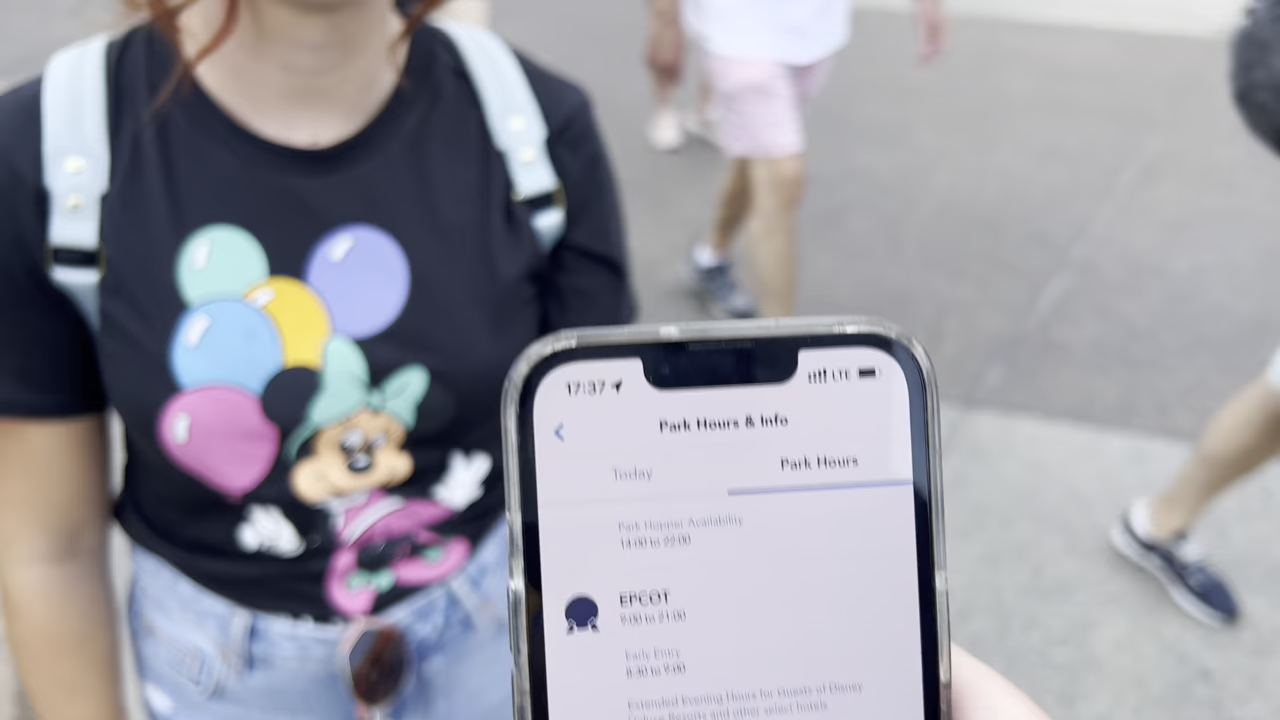 17:37
LTE
Park Hours & Info
Today
Park Hours
Park Hopper Availability
14:00 to 22:00
EPCOT
9:00 to 21:00
Early Entry
8:30 to 9:00
Extended Evening Hours for Guests of Disney
Deluxe Resorts and other select hotels